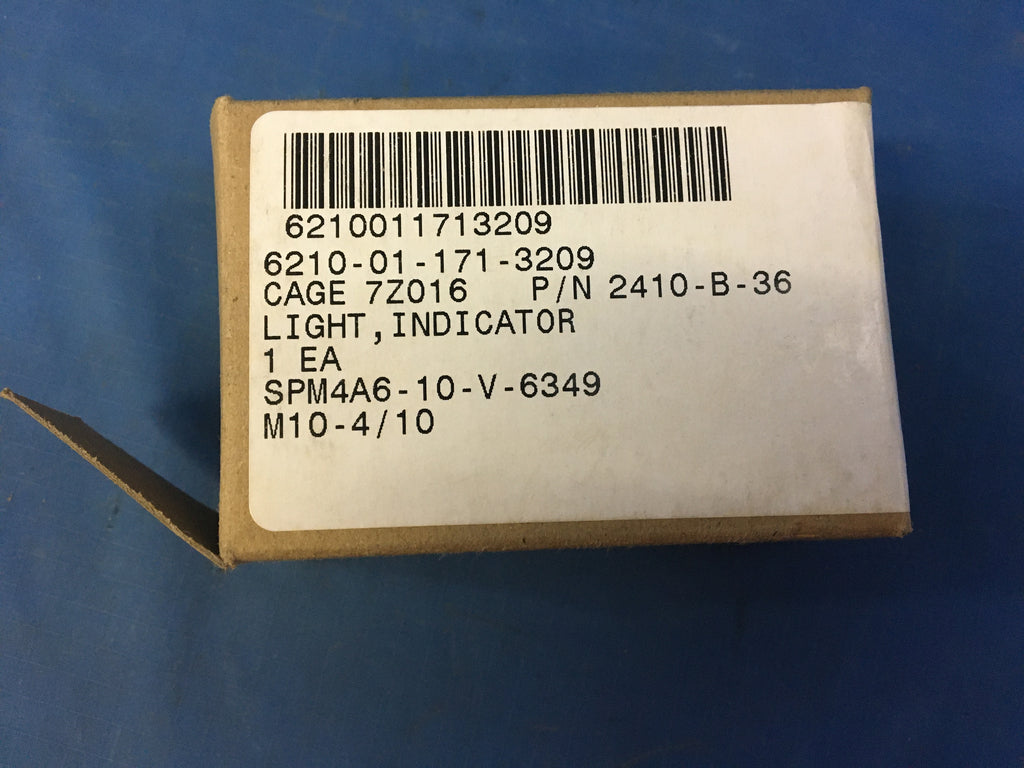 6210011713209
6210-01-171-3209
CAGE 7Z016 P/N 2410-B-36
LIGHT,INDICATOR
1 EA
SPM4A6-10-V-6349
M10-4/10